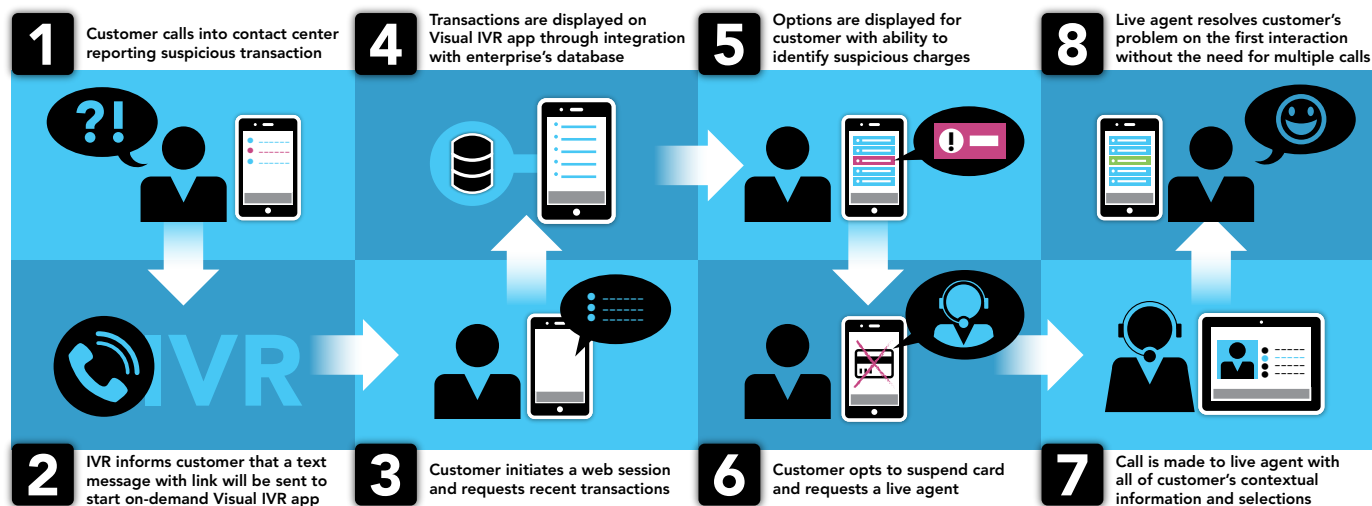 1
Customer calls into contact center
reporting suspicious transaction
?!
2
IVR informs customer that a text
message with link will be sent to
start on-demand Visual IVR app
IVR
3
Customer initiates a web session
and requests recent transactions
4
Transactions are displayed on
Visual IVR app through integration
with enterprise's database
5
Options are displayed for
customer with ability to
identify suspicious charges
!
6
Customer opts to suspend card
and requests a live agent
7
Call is made to live agent with
all of customer's contextual
information and selections
8
Live agent resolves customer's
problem on the first interaction
without the need for multiple calls